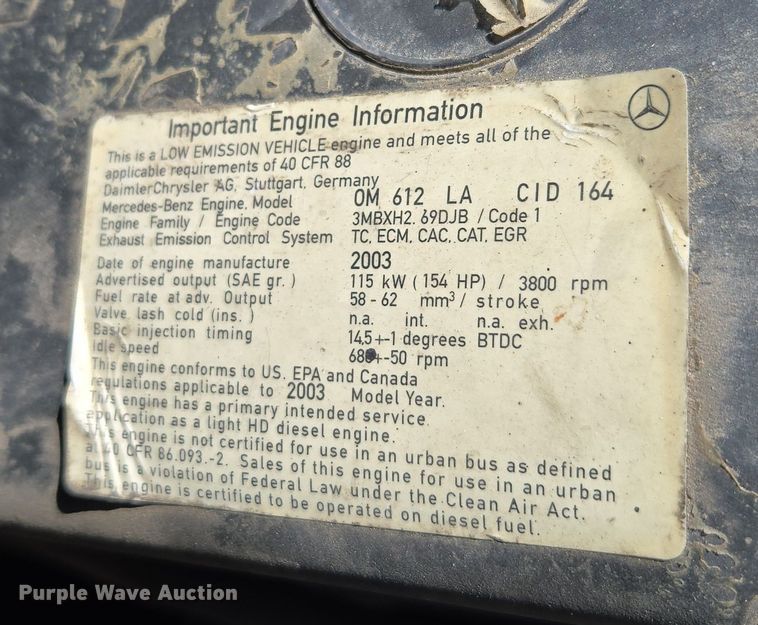 Important Engine Information
This is a LOW EMISSION VEHICLE engine and meets all of the
applicable requirements of 40 CFR 88
DaimlerChrysler AG, Stuttgart, Germany
Mercedes-Benz Engine, Model OM 612 LA CID 164
Engine Family / Engine Code 3MBXH2. 69DJB / Code 1
Exhaust Emission Control System TC, ECM, CAC, CAT, EGR
Date of engine manufacture 2003
Advertised output (SAE gr.) 115 kW (154 HP) / 3800 rpm
Fuel rate at adv. Output 58-62 mm³/ stroke
Valve lash cold (ins.) n.a. int. n.a. exh.
Basic injection timing 14,5+-1 degrees BTDC
Idle speed +-50 rpm
This engine conforms to US. EPA and Canada
regulations applicable to 2003 Model Year.
This engine has a primary intended service
application as a light HD diesel engine.
This engine is not certified for use in an urban bus as defined
at 40 CFR 86.093.-2. Sales of this engine for use in an urban
bus is a violation of Federal Law under the Clean Air Act.
This engine is certified to be operated on diesel fuel.
Purple Wave Auction